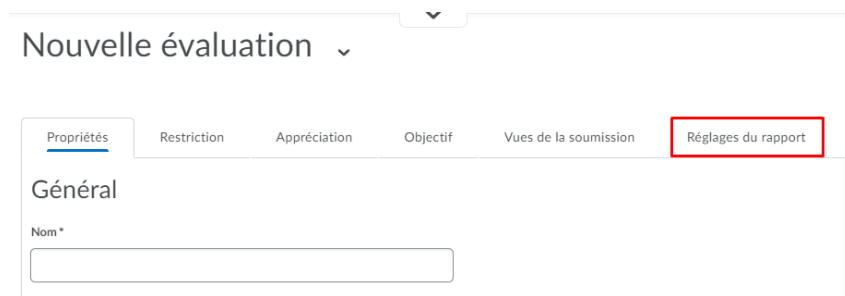 Nouvelle évaluation
Propriétés Restriction Appréciation Objectif Vues de la soumission Réglages du rapport
Général
Nom *